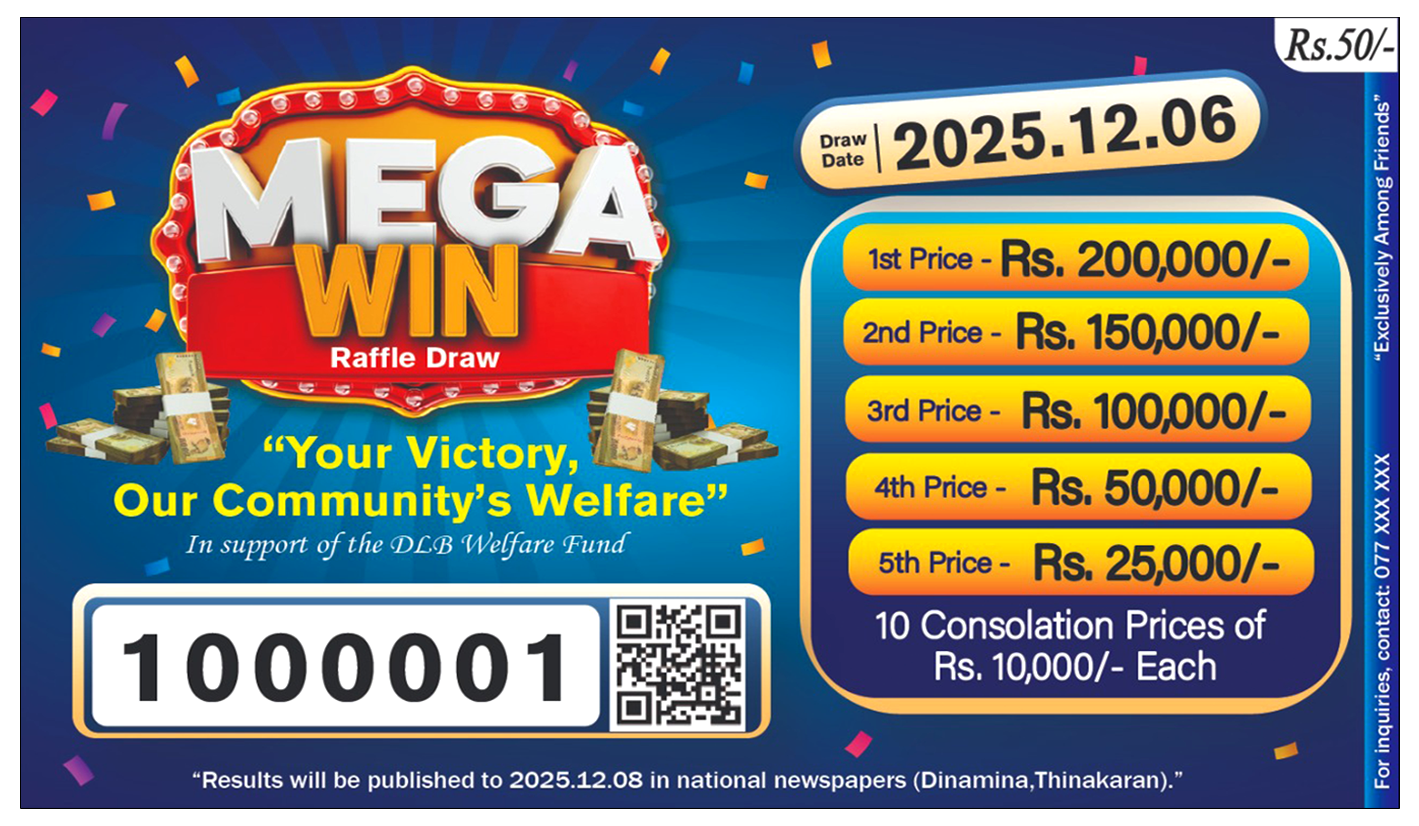 Rs.50/-
MEGA
WIN
Raffle Draw
“Your Victory,
Our Community’s Welfare”
In support of the DLB Welfare Fund
1000001
Draw
Date
2025.12.06
1st Price - Rs. 200,000/-
2nd Price - Rs. 150,000/-
3rd Price - Rs. 100,000/-
4th Price - Rs. 50,000/-
5th Price - Rs. 25,000/-
10 Consolation Prices of
Rs. 10,000/- Each
“Results will be published to 2025.12.08 in national newspapers (Dinamina,Thinakaran).”
For inquiries, contact: 077 XXX XXX
“Exclusively Among Friends”